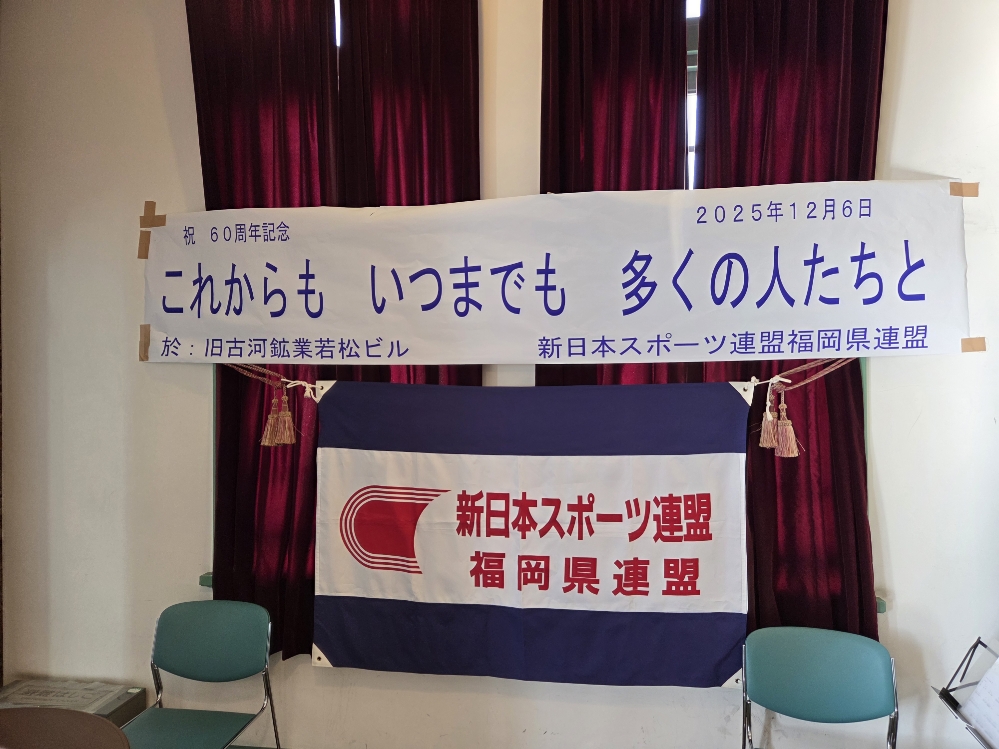 祝　60周年記念
2025年12月6日
これからも　いつまでも　多くの人たちと
於：旧古河鉱業若松ビル
新日本スポーツ連盟福岡県連盟
新日本スポーツ連盟
福岡県連盟